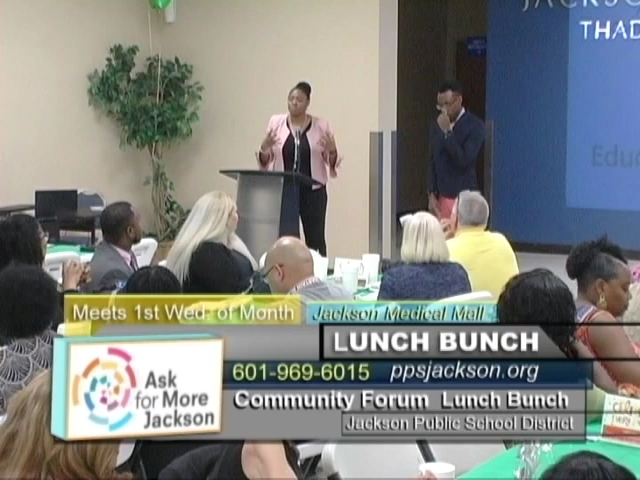 JACKSO
THAD
Educ
Meets 1st Wed. of Month
Jackson Medical Mall
LUNCH BUNCH
601-969-6015 ppsjackson.org
Community Forum Lunch Bunch
Jackson Public School District
Ask
for More
Jackson